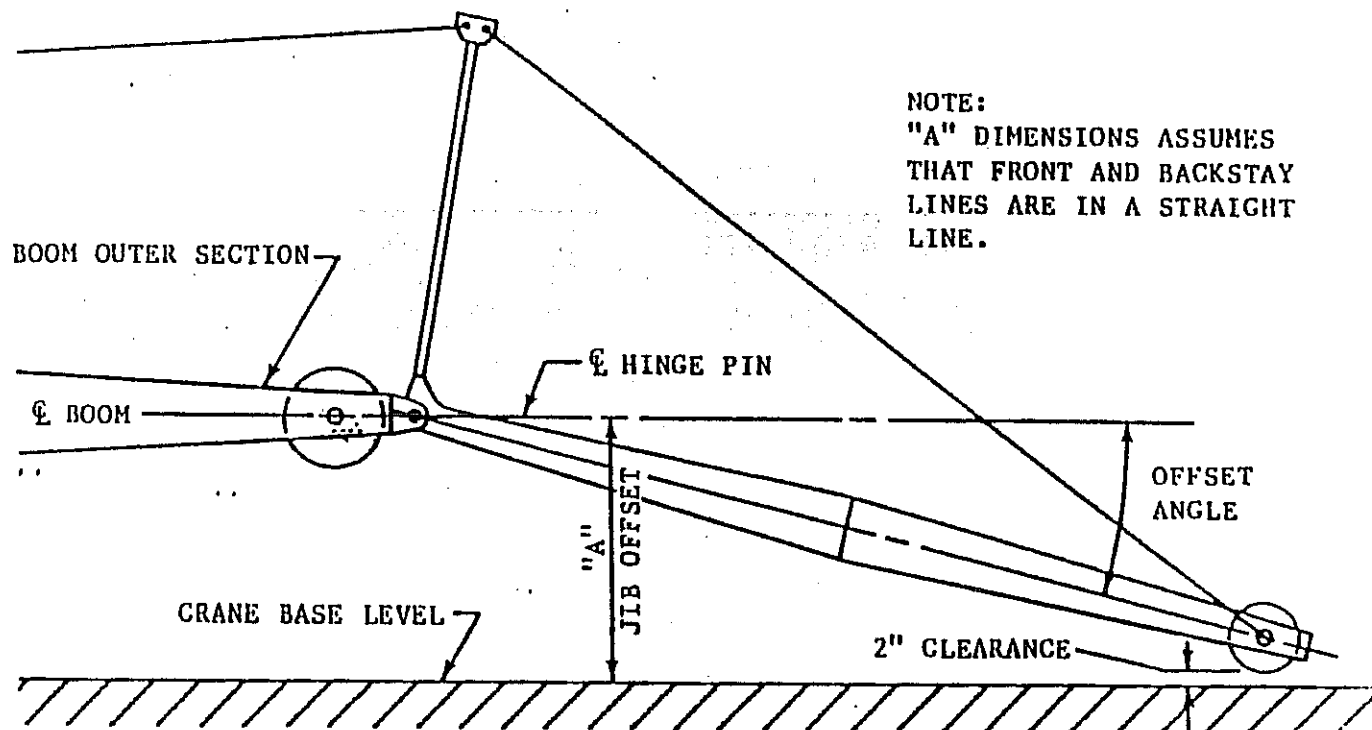 NOTE:
"A" DIMENSIONS ASSUMES
THAT FRONT AND BACKSTAY
LINES ARE IN A STRAIGHT
LINE.
BOOM OUTER SECTION
℄ HINGE PIN
℄ BOOM
OFFSET
ANGLE
"A"
JIB OFFSET
CRANE BASE LEVEL
2" CLEARANCE